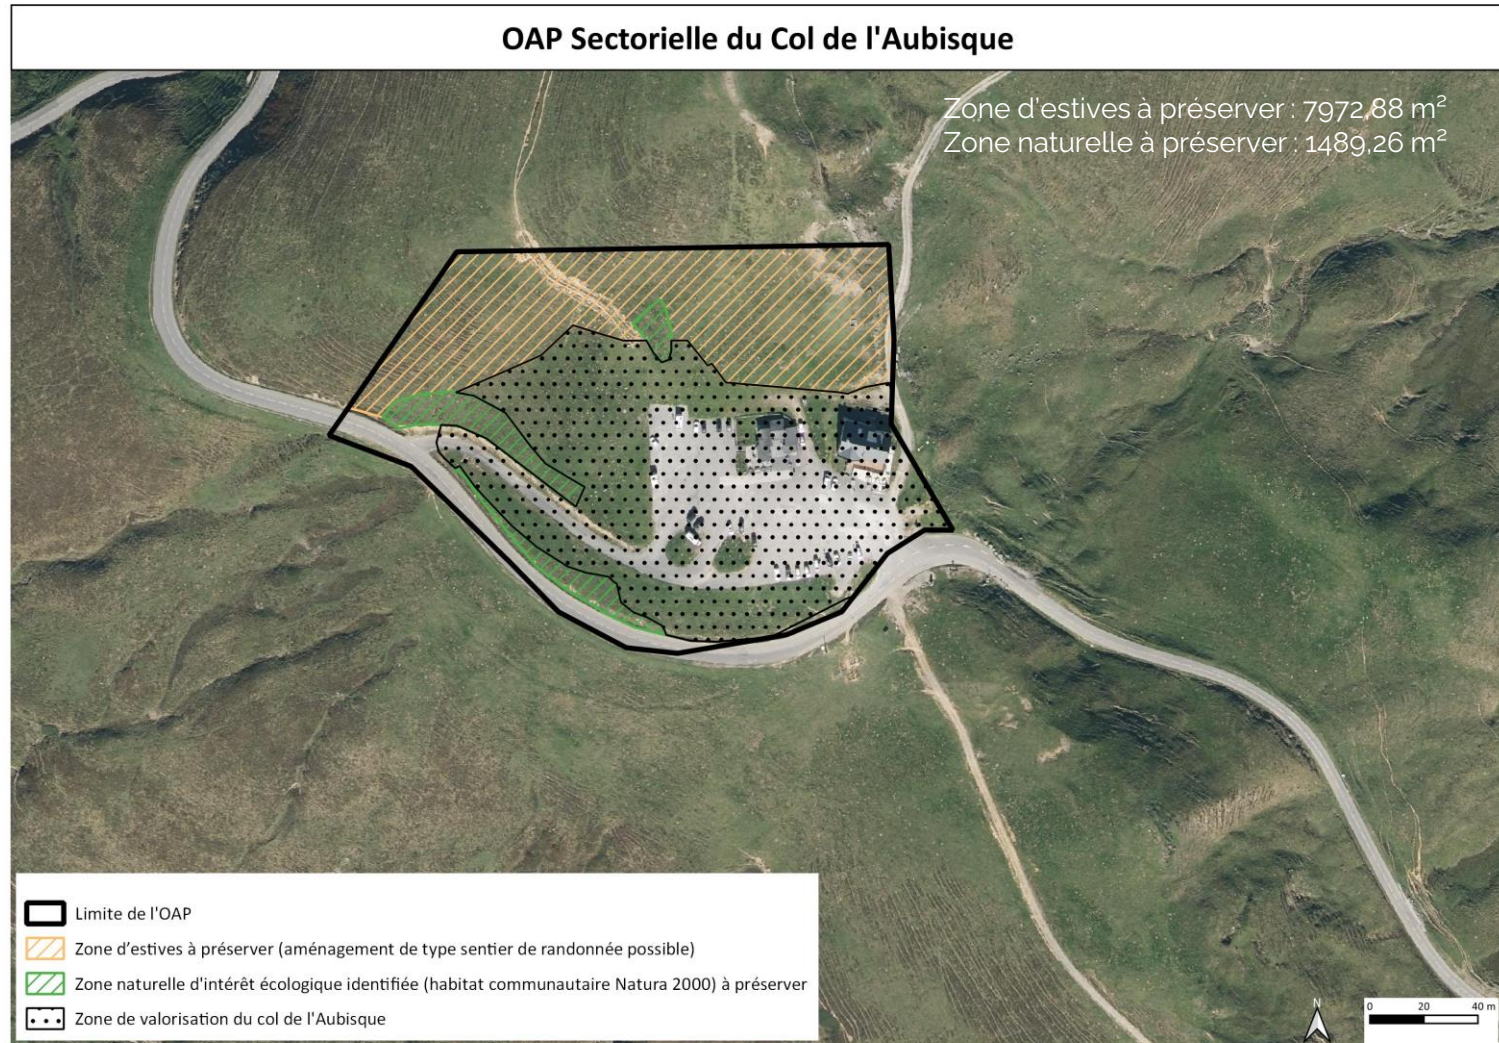 OAP Sectorielle du Col de l'Aubisque
Zone d'estives à préserver : 7972,88 m²
Zone naturelle à préserver : 1489,26 m²
Limite de l'OAP
Zone d’estives à préserver (aménagement de type sentier de randonnée possible)
Zone naturelle d'intérêt écologique identifiée (habitat communautaire Natura 2000) à préserver
Zone de valorisation du col de l'Aubisque
N
0 20 40 m